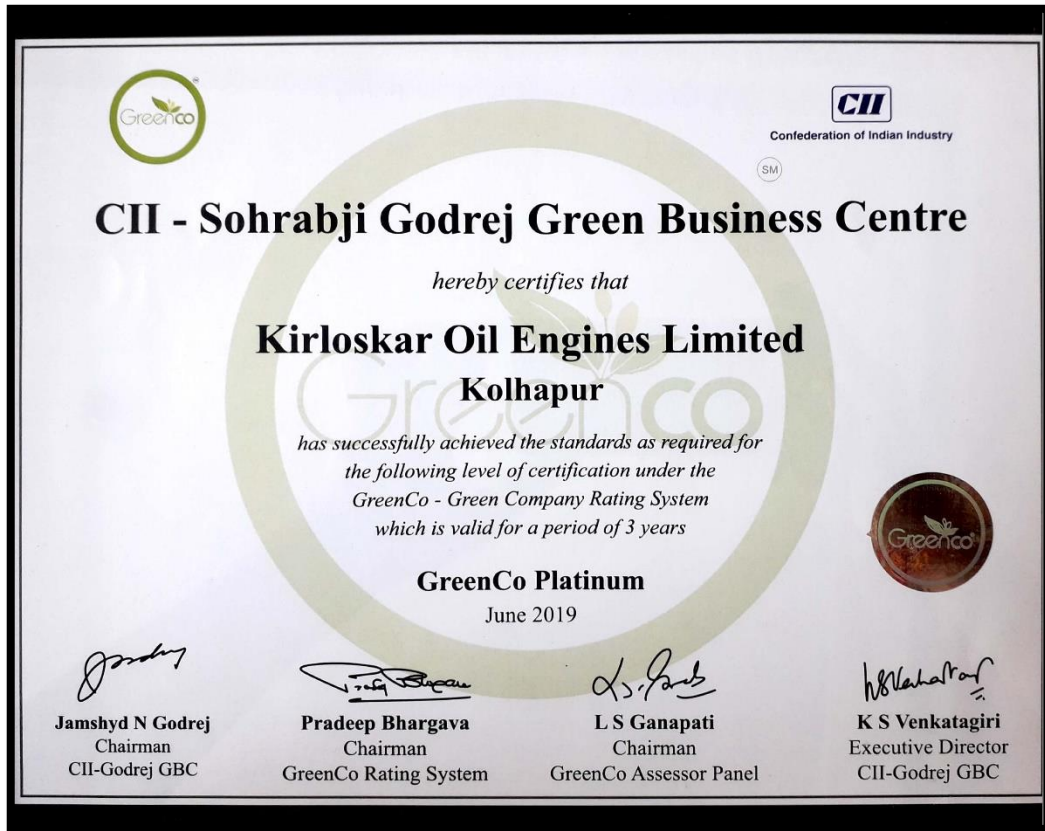 Greenco
CII
Confederation of Indian Industry
SM
CII - Sohrabji Godrej Green Business Centre
hereby certifies that
Kirloskar Oil Engines Limited
Kolhapur
Greenco
has successfully achieved the standards as required for
the following level of certification under the
GreenCo - Green Company Rating System
which is valid for a period of 3 years
Greenco
GreenCo Platinum
June 2019
Jamshyd N Godrej
Chairman
CII-Godrej GBC
Pradeep Bhargava
Chairman
GreenCo Rating System
L S Ganapati
Chairman
GreenCo Assessor Panel
K S Venkatagiri
Executive Director
CII-Godrej GBC